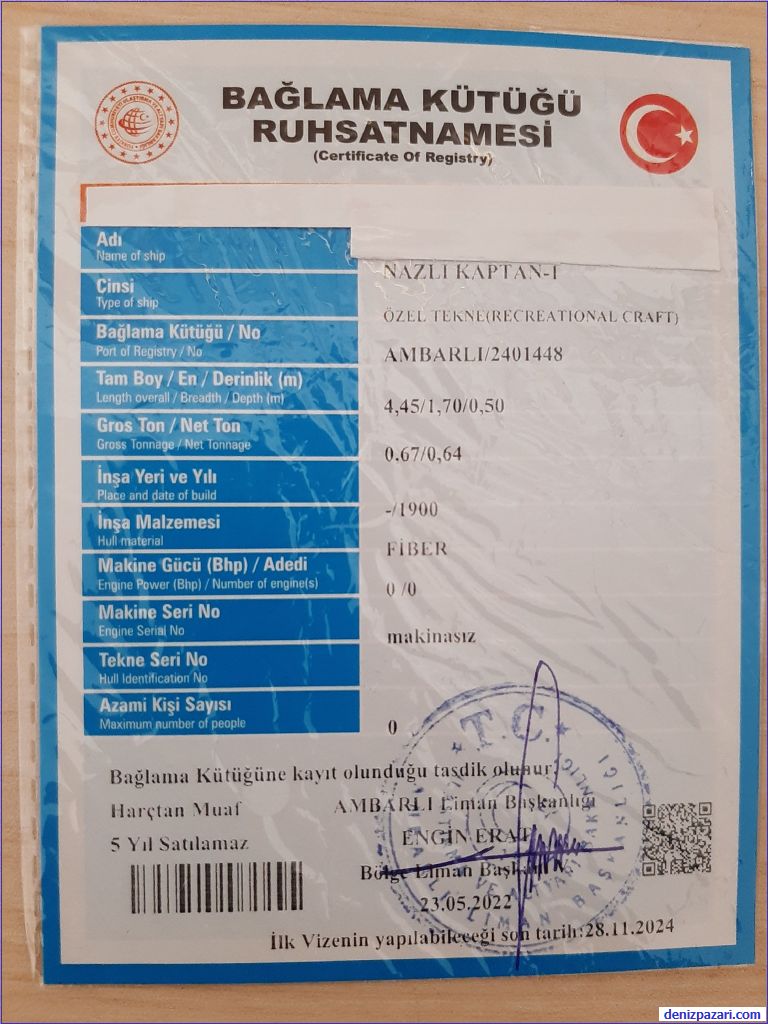 BAĞLAMA KÜTÜĞÜ
RUHSATNAMESİ
(Certificate Of Registry)
Adı
Name of ship
NAZLI KAPTAN-I
Cinsi
Type of ship
ÖZEL TEKNE(RECREATIONAL CRAFT)
Bağlama Kütüğü / No
Port of Registry / No
AMBARLI/2401448
Tam Boy / En / Derinlik (m)
Length overall / Breadth / Depth (m)
4,45/1,70/0,50
Gros Ton / Net Ton
Gross Tonnage / Net Tonnage
0.67/0,64
İnşa Yeri ve Yılı
Place and date of build
-/1900
İnşa Malzemesi
Hull material
FİBER
Makine Gücü (Bhp) / Adedi
Engine Power (Bhp) / Number of engine(s)
0 /0
Makine Seri No
Engine Serial No
makinasız
Tekne Seri No
Hull Identification No
Azami Kişi Sayısı
Maximum number of people
0
Bağlama Kütüğüne kayıt olunduğu tasdik olunur.
Harçtan Muaf
AMBARLI Liman Başkanlığı
5 Yıl Satılamaz
ENGİN ERAT
Bölge Liman Başkanı
23.05.2022
T.C.
İlk Vizenin yapılabileceği son tarih:28.11.2024
denizpazari.com